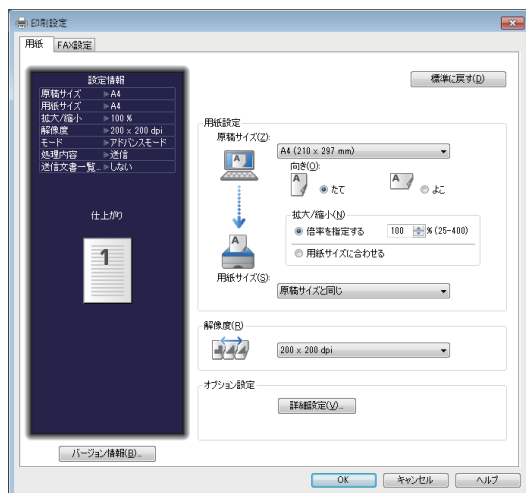 印刷設定
用紙
FAX設定
設定情報
原稿サイズ ▶A4
用紙サイズ ▶A4
拡大/縮小 ▶100 %
解像度 ▶200 x 200 dpi
モード ▶アドバンスモード
処理内容 ▶送信
送信文書一覧... ▶しない
仕上がり
1
バージョン情報(B)...
標準に戻す(D)
用紙設定
原稿サイズ(Z):
A4 (210 x 297 mm)
向き(O):
A
A たて
A よこ
拡大/縮小(N)
倍率を指定する 100 % (25-400)
用紙サイズに合わせる
A
用紙サイズ(S):
原稿サイズと同じ
解像度(R)
200 x 200 dpi
オプション設定
詳細設定(V)...
OK
キャンセル
ヘルプ